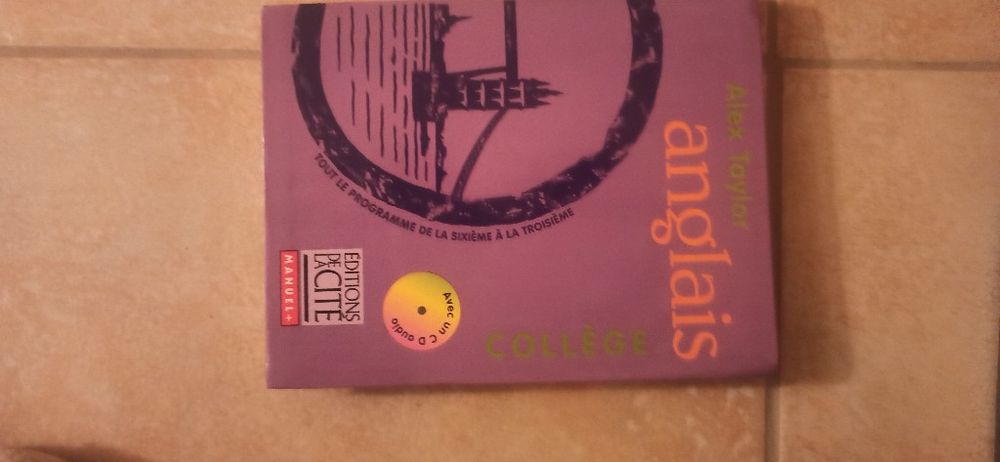 Alex Taylor
anglais
COLLÈGE
TOUT LE PROGRAMME DE LA SIXIÈME À LA TROISIÈME
Avec un CD audio
EDITIONS
DE
LA CITÉ
MANUEL+